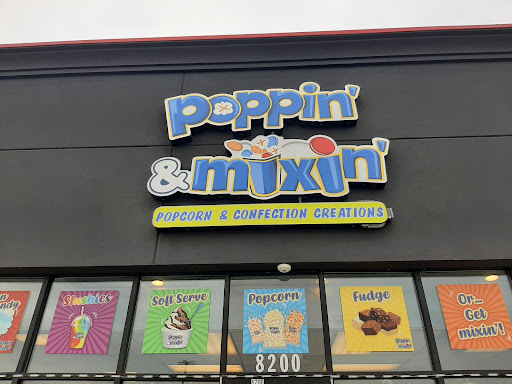 poppin'
& mixin'
POPCORN & CONFECTION CREATIONS
Slushies
Soft Serve
Popcorn
Fudge
Or...
Get
mixin'!
8200